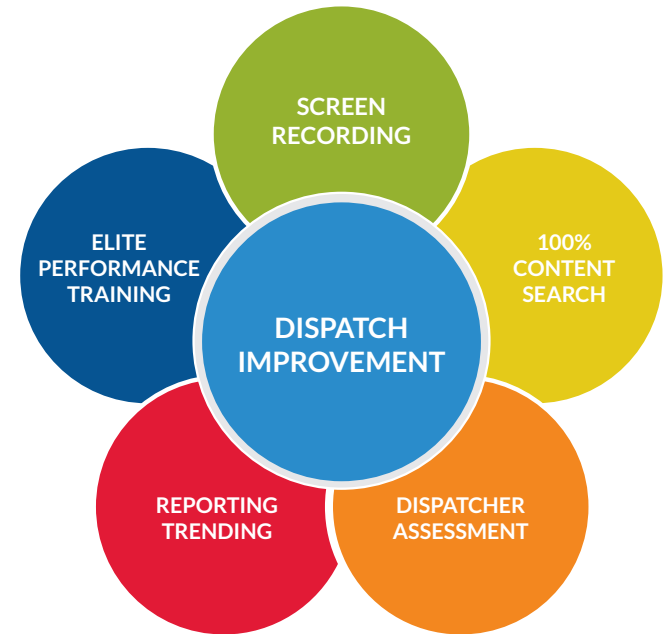 SCREEN
RECORDING
ELITE
PERFORMANCE
TRAINING
100%
CONTENT
SEARCH
DISPATCH
IMPROVEMENT
REPORTING
TRENDING
DISPATCHER
ASSESSMENT